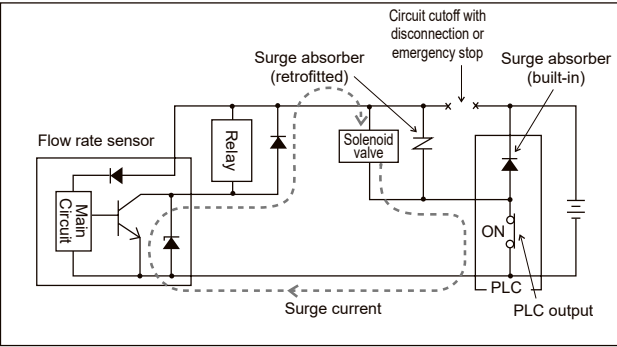 Circuit cutoff with
disconnection or
emergency stop
Surge absorber
(retrofitted)
Surge absorber
(built-in)
Flow rate sensor
Relay
Solenoid
valve
Main
Circuit
ON
PLC
PLC output
Surge current